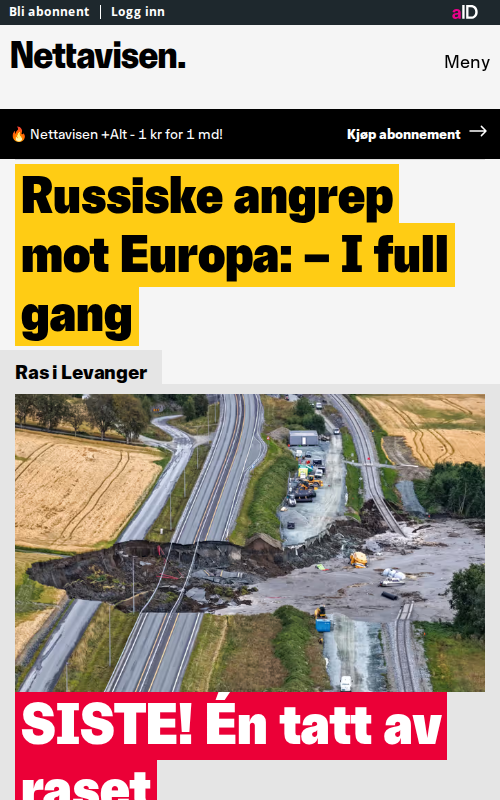 Bli abonnent | Logg inn
aID
Nettavisen.
Meny
🔥 Nettavisen +Alt - 1 kr for 1 md!
Kjøp abonnement →
Russiske angrep
mot Europa: – I full
gang
Ras i Levanger
SISTE! Én tatt av
raset